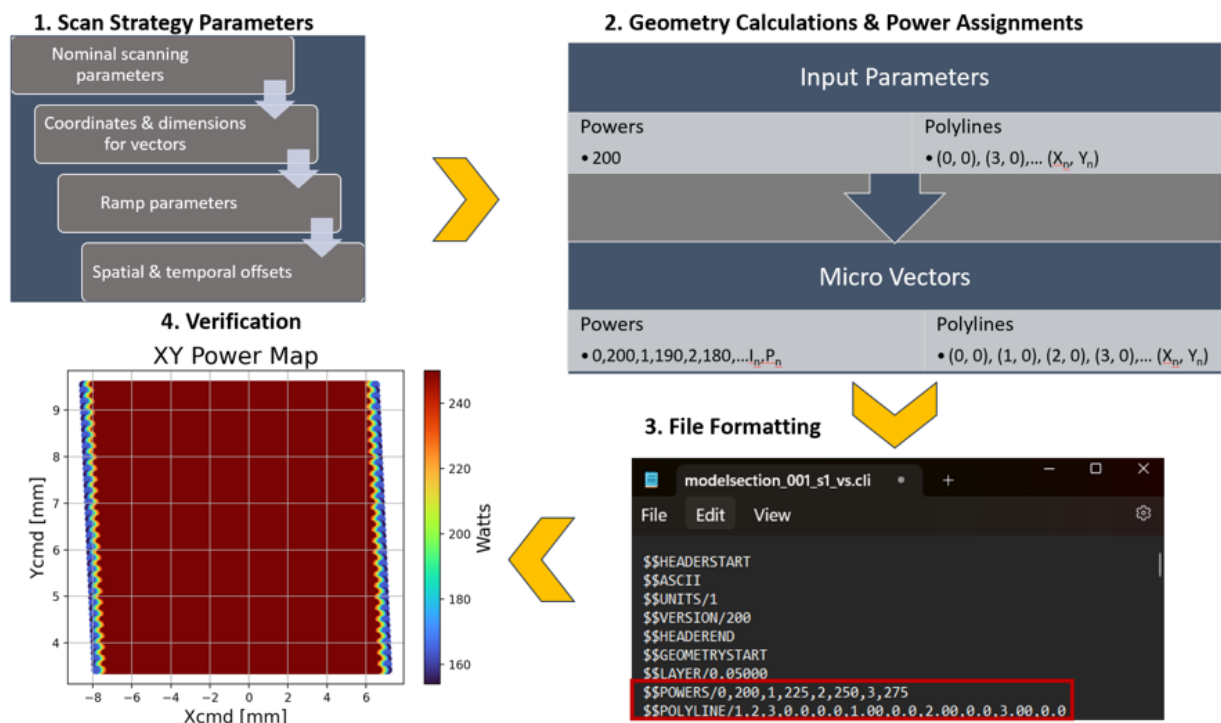 1. Scan Strategy Parameters
Nominal scanning
parameters
Coordinates & dimensions
for vectors
Ramp parameters
Spatial & temporal offsets
2. Geometry Calculations & Power Assignments
Input Parameters
Powers
• 200
Polylines
• (0, 0), (3, 0),... (Xn, Yn)
Micro Vectors
Powers
• 0,200,1,190,2,180,...In,Pn
Polylines
• (0, 0), (1, 0), (2, 0), (3, 0),... (Xn, Yn)
3. File Formatting
modelsection_001_s1_vs.cli
File Edit View
$$HEADERSTART
$$ASCII
$$UNITS/1
$$VERSION/200
$$HEADEREND
$$GEOMETRYSTART
$$LAYER/0.05000
$$POWERS/0,200,1,225,2,250,3,275
$$POLYLINE/1,2,3,0.0,0.0,1.00,0.0,2.00,0.0,3.00,0.0
4. Verification
XY Power Map
Ycmd [mm]
9
8
7
6
5
4
−8 −6 −4 −2 0 2 4 6
Xcmd [mm]
240
220
200
180
160
Watts